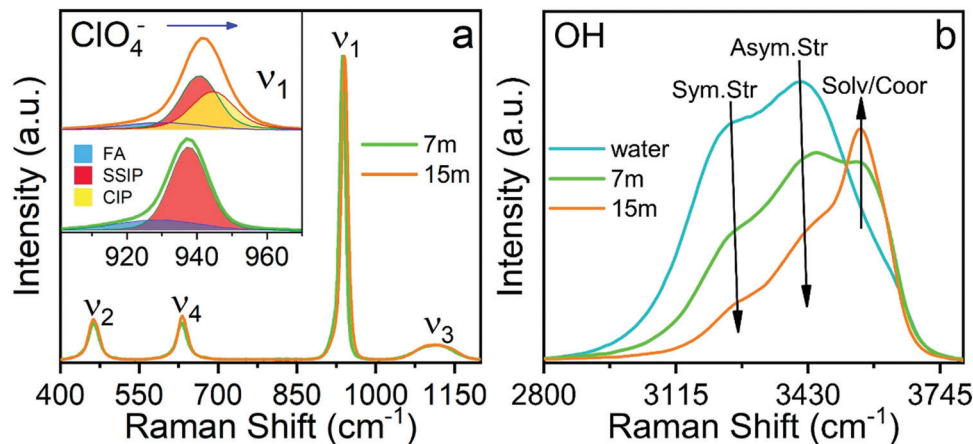 ClO₄⁻
ν₁
FA
SSIP
CIP
920 940 960
a
ν₁
7m
15m
ν₂
ν₄
ν₃
Intensity (a.u.)
400 550 700 850 1000 1150
Raman Shift (cm⁻¹)
OH
b
Asym.Str
Sym.Str
Solv/Coor
water
7m
15m
Intensity (a.u.)
2800 3115 3430 3745
Raman Shift (cm⁻¹)